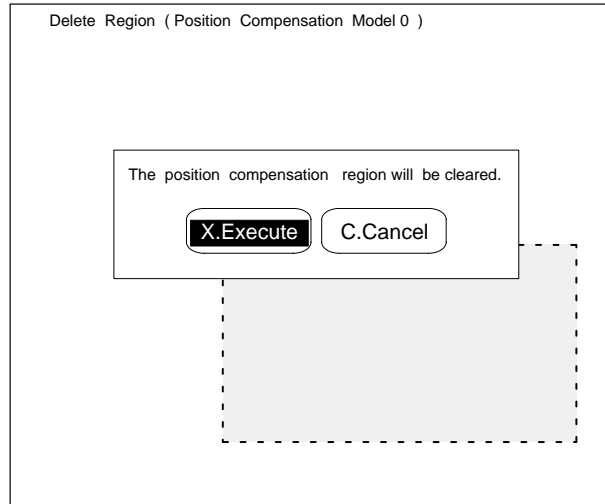 Delete Region ( Position Compensation Model 0 )
The position compensation region will be cleared.
X.Execute C.Cancel